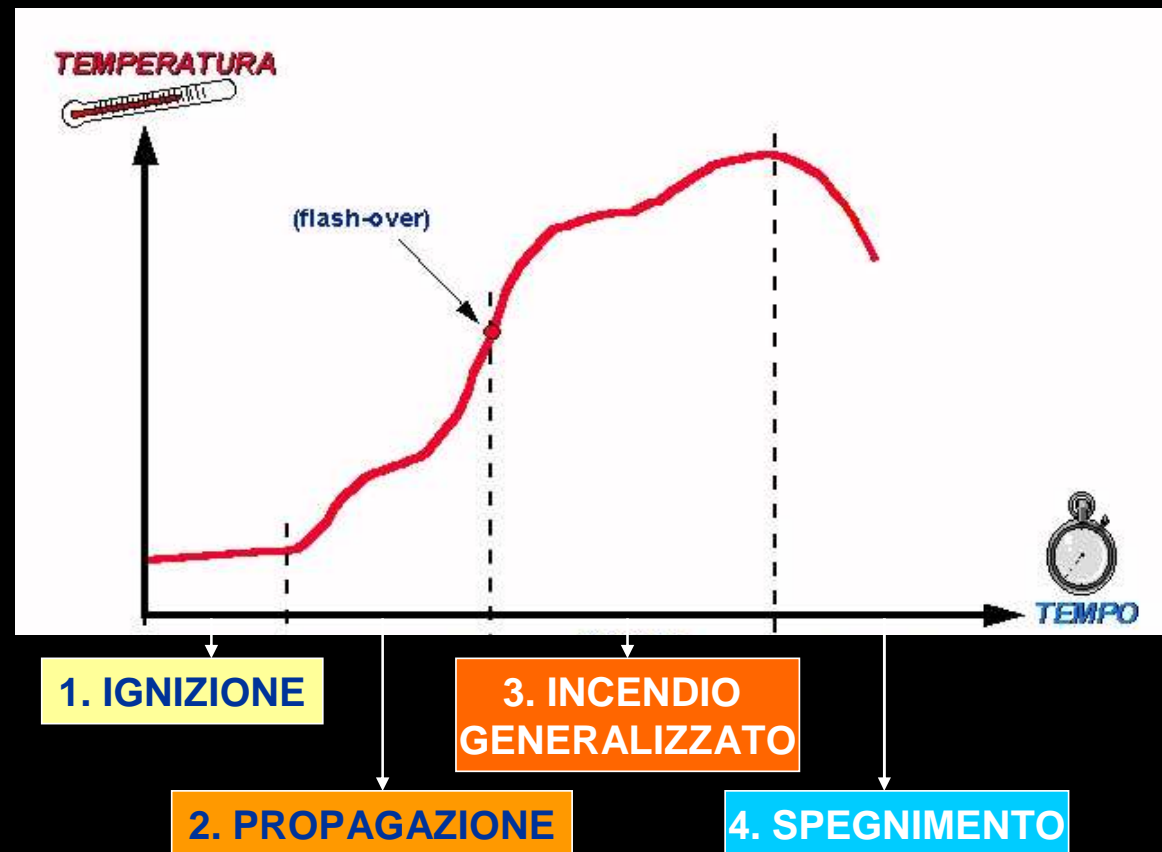 TEMPERATURA
(flash-over)
TEMPO
1. IGNIZIONE
3. INCENDIO
GENERALIZZATO
2. PROPAGAZIONE
4. SPEGNIMENTO